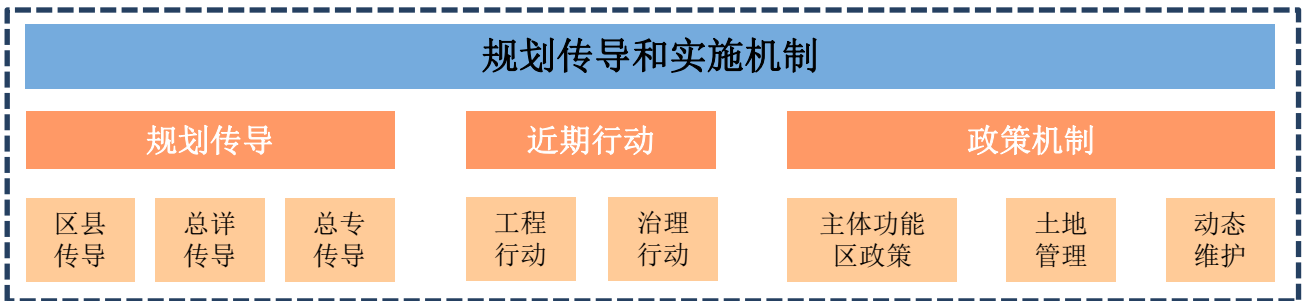 规划传导和实施机制
规划传导
近期行动
政策机制
区县
传导
总详
传导
总专
传导
工程
行动
治理
行动
主体功能
区政策
土地
管理
动态
维护